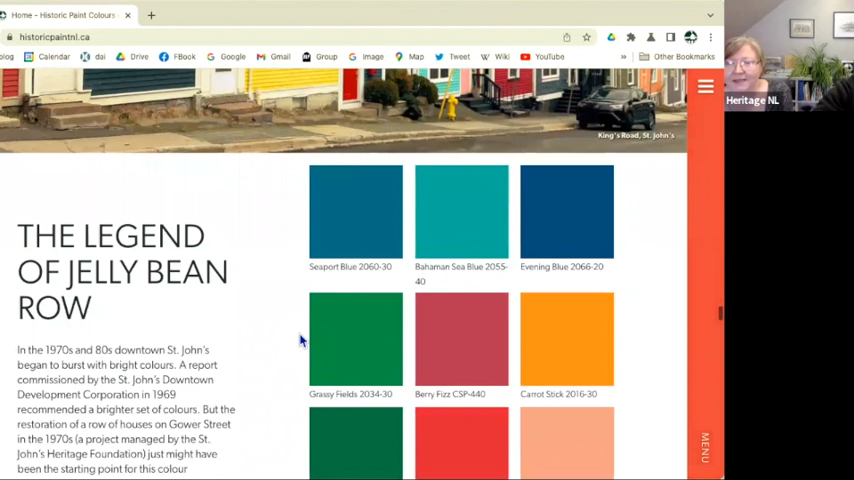 Home - Historic Paint Colours
historicpaintnl.ca
blog
Calendar
dai
Drive
FBook
Google
Gmail
Group
Image
Map
Tweet
Wiki
YouTube
»
Other Bookmarks
Heritage NL
King's Road, St. John's
THE LEGEND
OF JELLY BEAN
ROW
In the 1970s and 80s downtown St. John's
began to burst with bright colours. A report
commissioned by the St. John's Downtown
Development Corporation in 1969
recommended a brighter set of colours. But the
restoration of a row of houses on Gower Street
in the 1970s (a project managed by the St.
John's Heritage Foundation) just might have
been the starting point for this colour
Seaport Blue 2060-30
Bahaman Sea Blue 2055-
40
Evening Blue 2066-20
Grassy Fields 2034-30
Berry Fizz CSP-440
Carrot Stick 2016-30
MENU